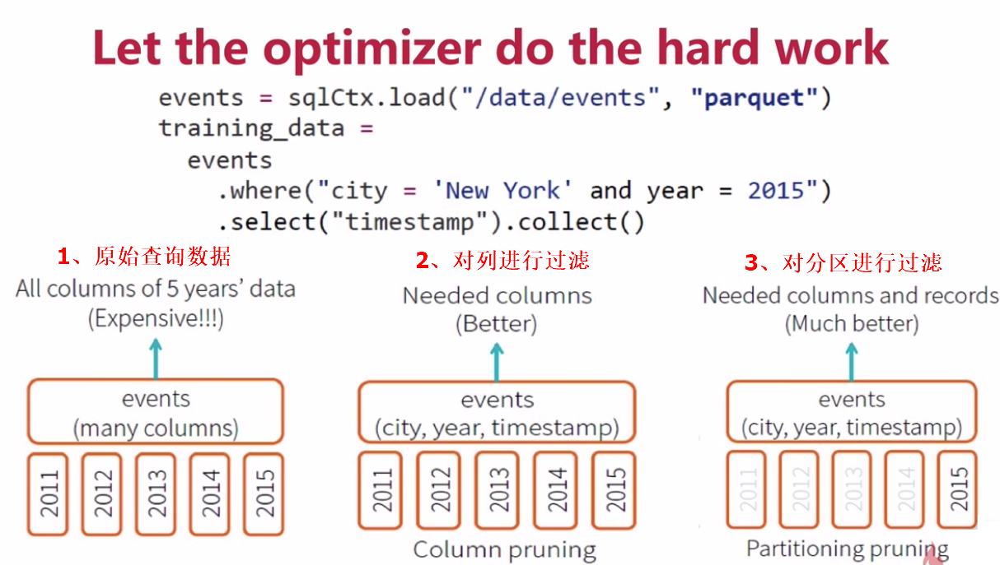 Let the optimizer do the hard work
events = sqlCtx.load("/data/events", "parquet")
training_data =
events
.where("city = 'New York' and year = 2015")
.select("timestamp").collect()
1、原始查询数据
All columns of 5 years' data
(Expensive!!!)
events
(many columns)
2011
2012
2013
2014
2015
2、对列进行过滤
Needed columns
(Better)
events
(city, year, timestamp)
2011
2012
2013
2014
2015
Column pruning
3、对分区进行过滤
Needed columns and records
(Much better)
events
(city, year, timestamp)
2011
2012
2013
2014
2015
Partitioning pruning